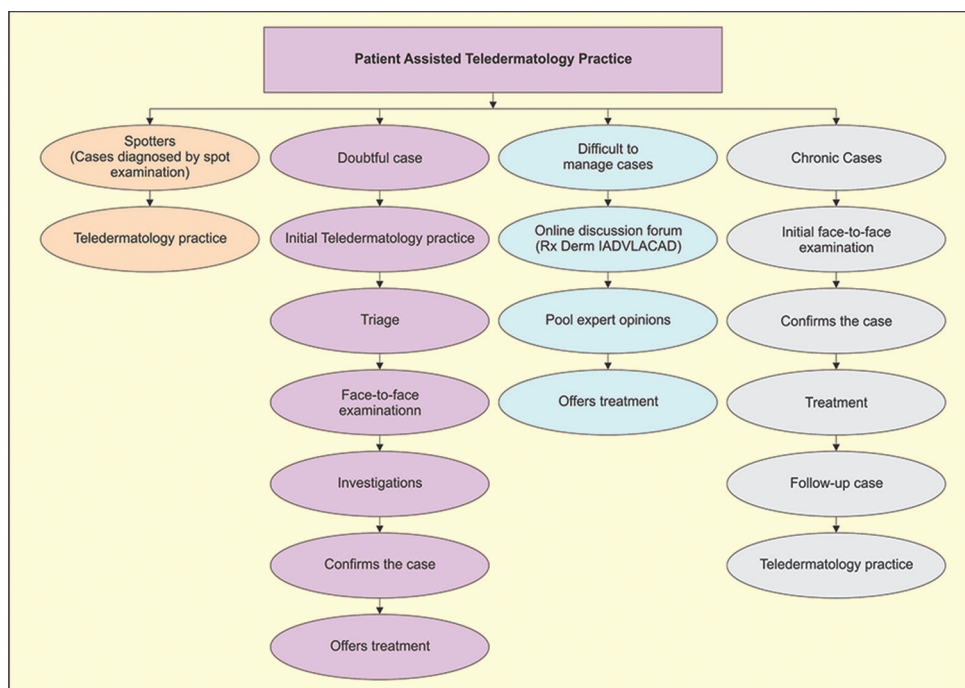 Patient Assisted Teledermatology Practice
Spotters
(Cases diagnosed by spot
examination)
Teledermatology practice
Doubtful case
Initial Teledermatology practice
Triage
Face-to-face
examinationn
Investigations
Confirms the case
Offers treatment
Difficult to
manage cases
Online discussion forum
(Rx Derm IADVLACAD)
Pool expert opinions
Offers treatment
Chronic Cases
Initial face-to-face
examination
Confirms the case
Treatment
Follow-up case
Teledermatology practice